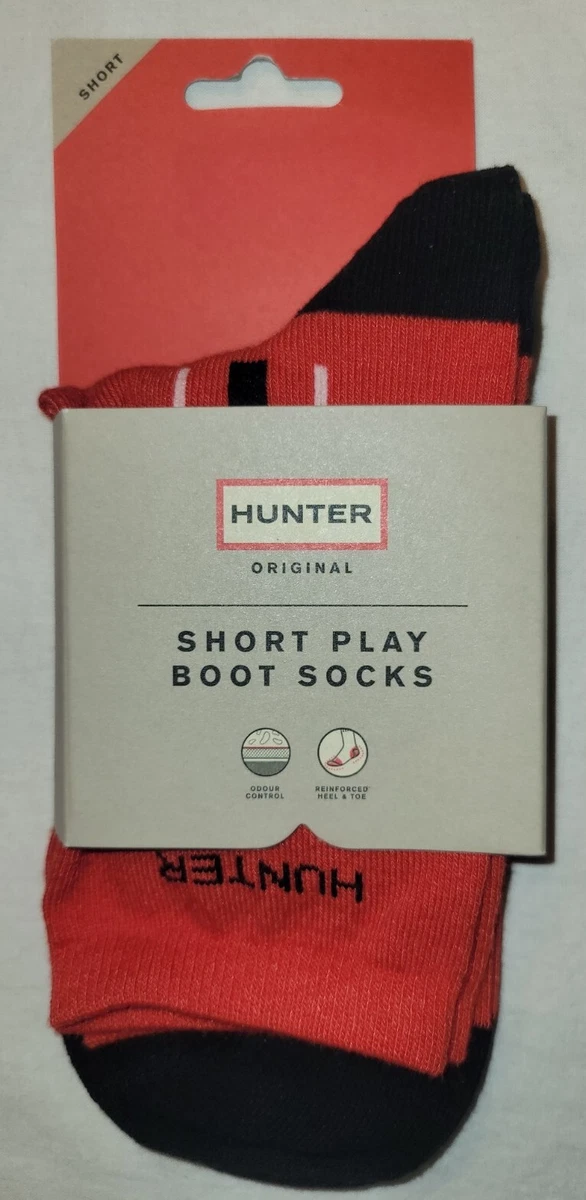 SHORT
HUNTER
ORIGINAL
SHORT PLAY
BOOT SOCKS
ODOUR
CONTROL
REINFORCED
HEEL & TOE
HUNTER